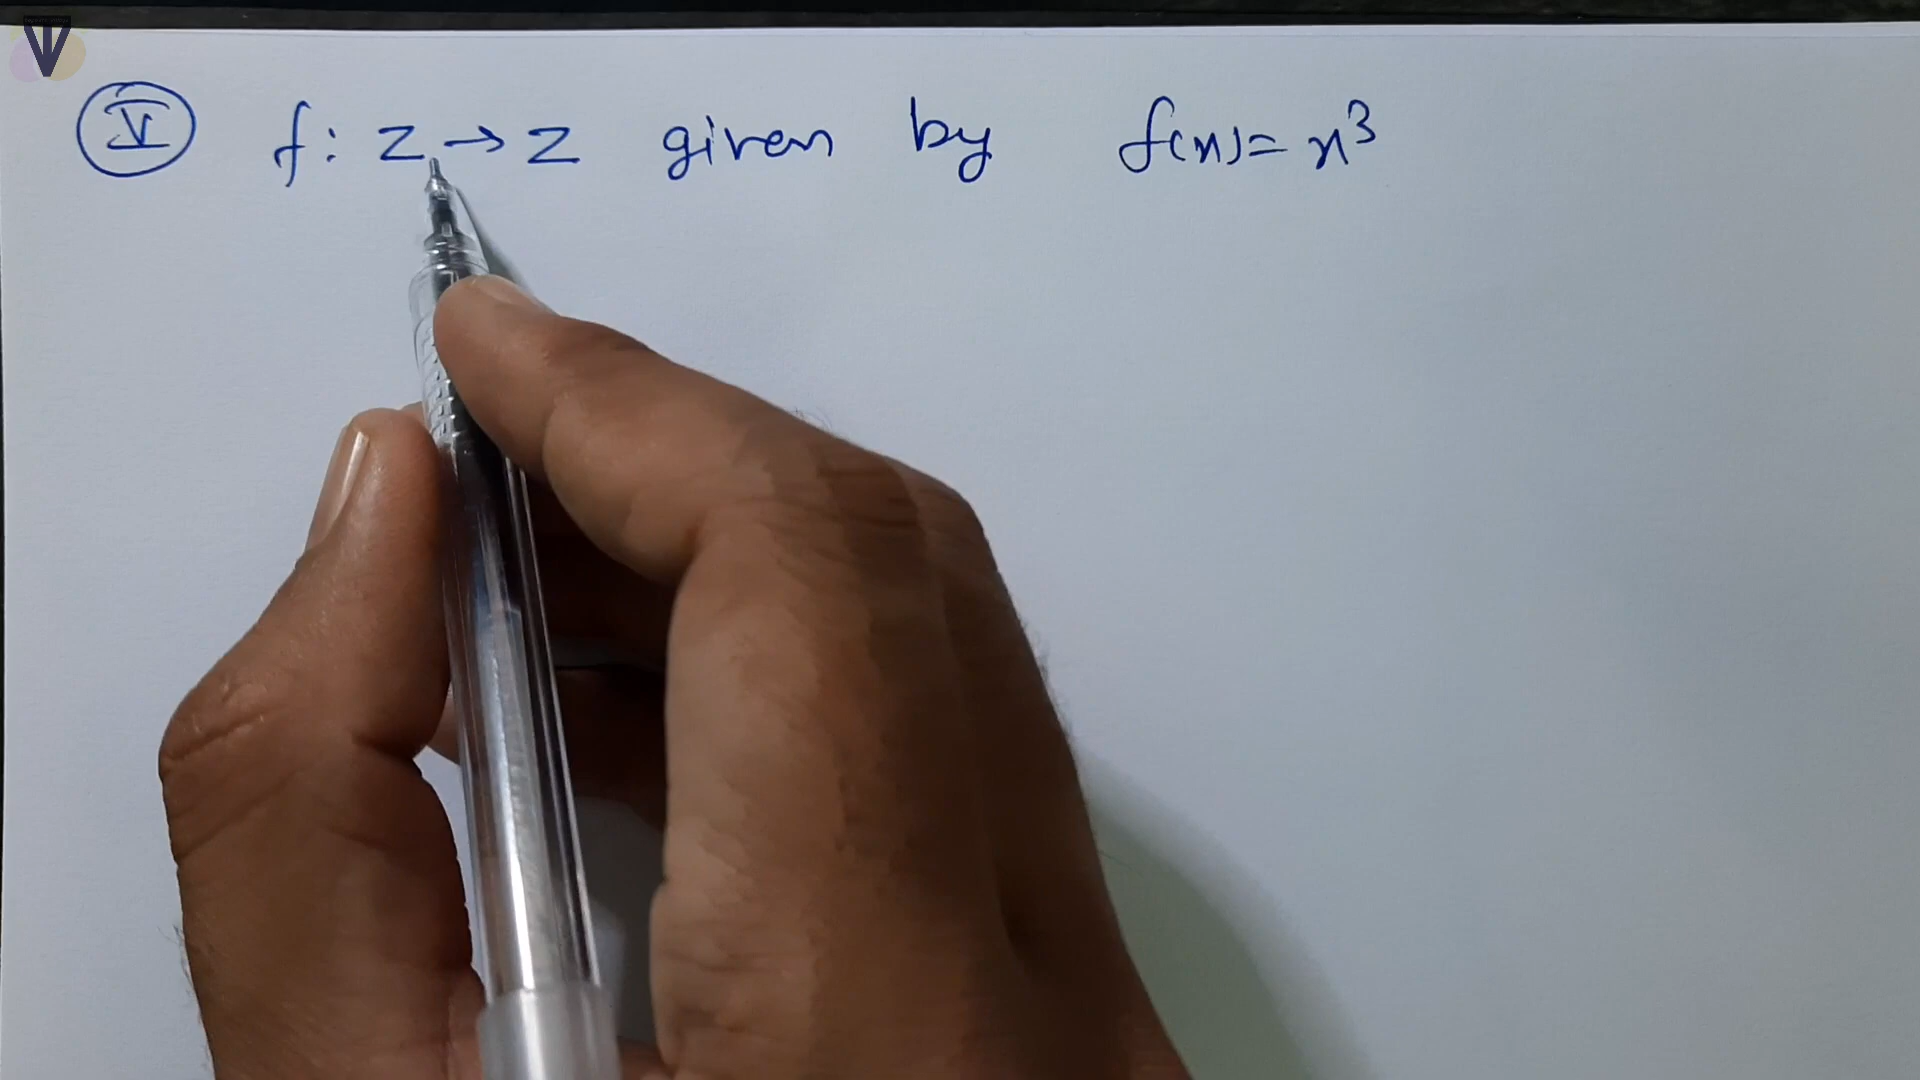 Ⓥ f: Z → Z given by f(x) = x³